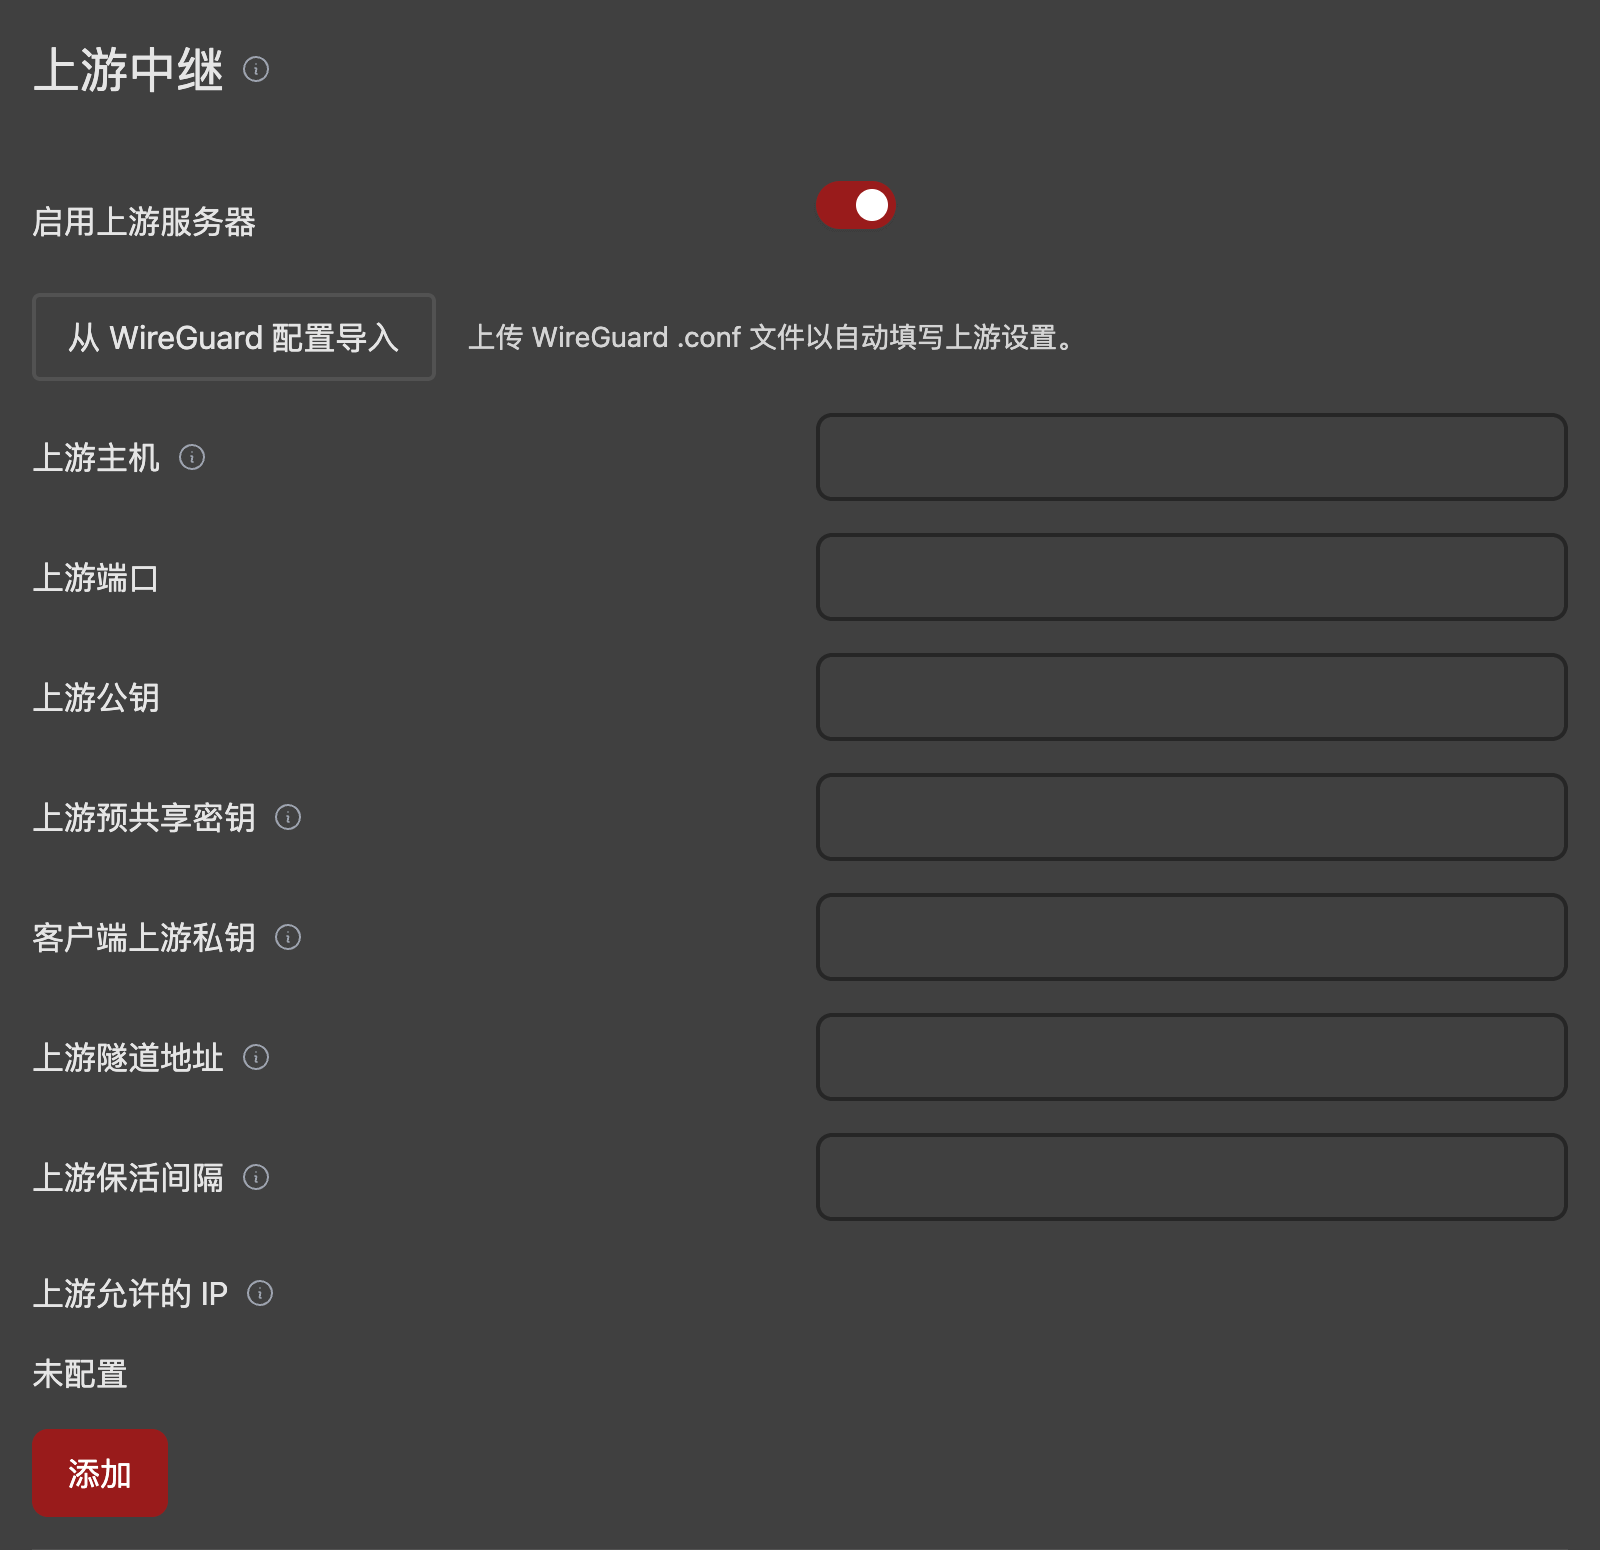 上游中继
启用上游服务器
从 WireGuard 配置导入
上传 WireGuard .conf 文件以自动填写上游设置。
上游主机
上游端口
上游公钥
上游预共享密钥
客户端上游私钥
上游隧道地址
上游保活间隔
上游允许的 IP
未配置
添加